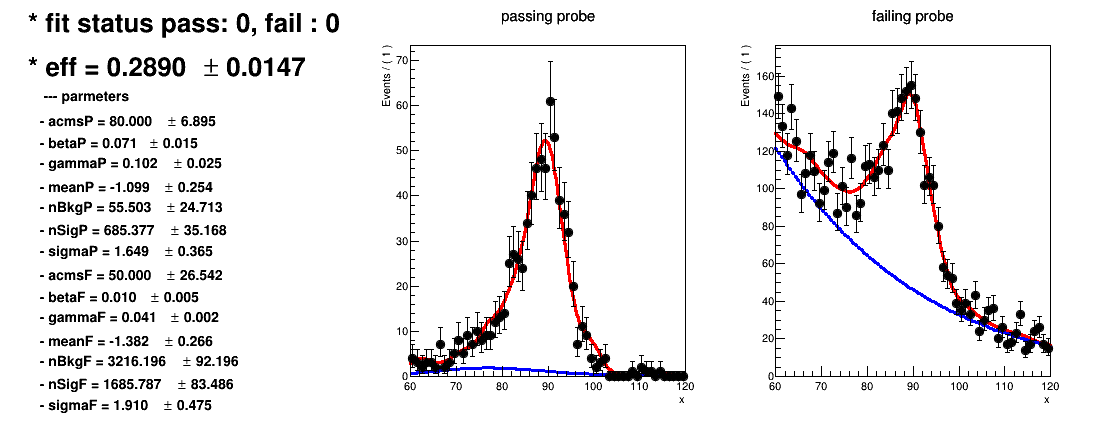 * fit status pass: 0, fail : 0
* eff = 0.2890 ± 0.0147
--- parmeters
- acmsP = 80.000 ± 6.895
- betaP = 0.071 ± 0.015
- gammaP = 0.102 ± 0.025
- meanP = -1.099 ± 0.254
- nBkgP = 55.503 ± 24.713
- nSigP = 685.377 ± 35.168
- sigmaP = 1.649 ± 0.365
- acmsF = 50.000 ± 26.542
- betaF = 0.010 ± 0.005
- gammaF = 0.041 ± 0.002
- meanF = -1.382 ± 0.266
- nBkgF = 3216.196 ± 92.196
- nSigF = 1685.787 ± 83.486
- sigmaF = 1.910 ± 0.475
passing probe
Events / ( 1 )
70
60
50
40
30
20
10
0
60 70 80 90 100 110 120
x
failing probe
Events / ( 1 )
160
140
120
100
80
60
40
20
0
60 70 80 90 100 110 120
x